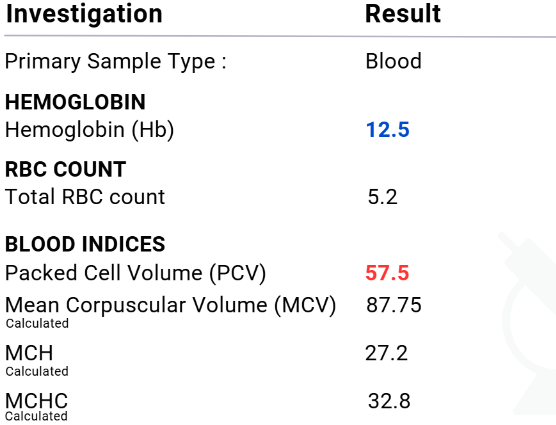 Investigation Result
Primary Sample Type : Blood
HEMOGLOBIN
Hemoglobin (Hb) 12.5
RBC COUNT
Total RBC count 5.2
BLOOD INDICES
Packed Cell Volume (PCV) 57.5
Mean Corpuscular Volume (MCV) 87.75
Calculated
MCH 27.2
Calculated
MCHC 32.8
Calculated